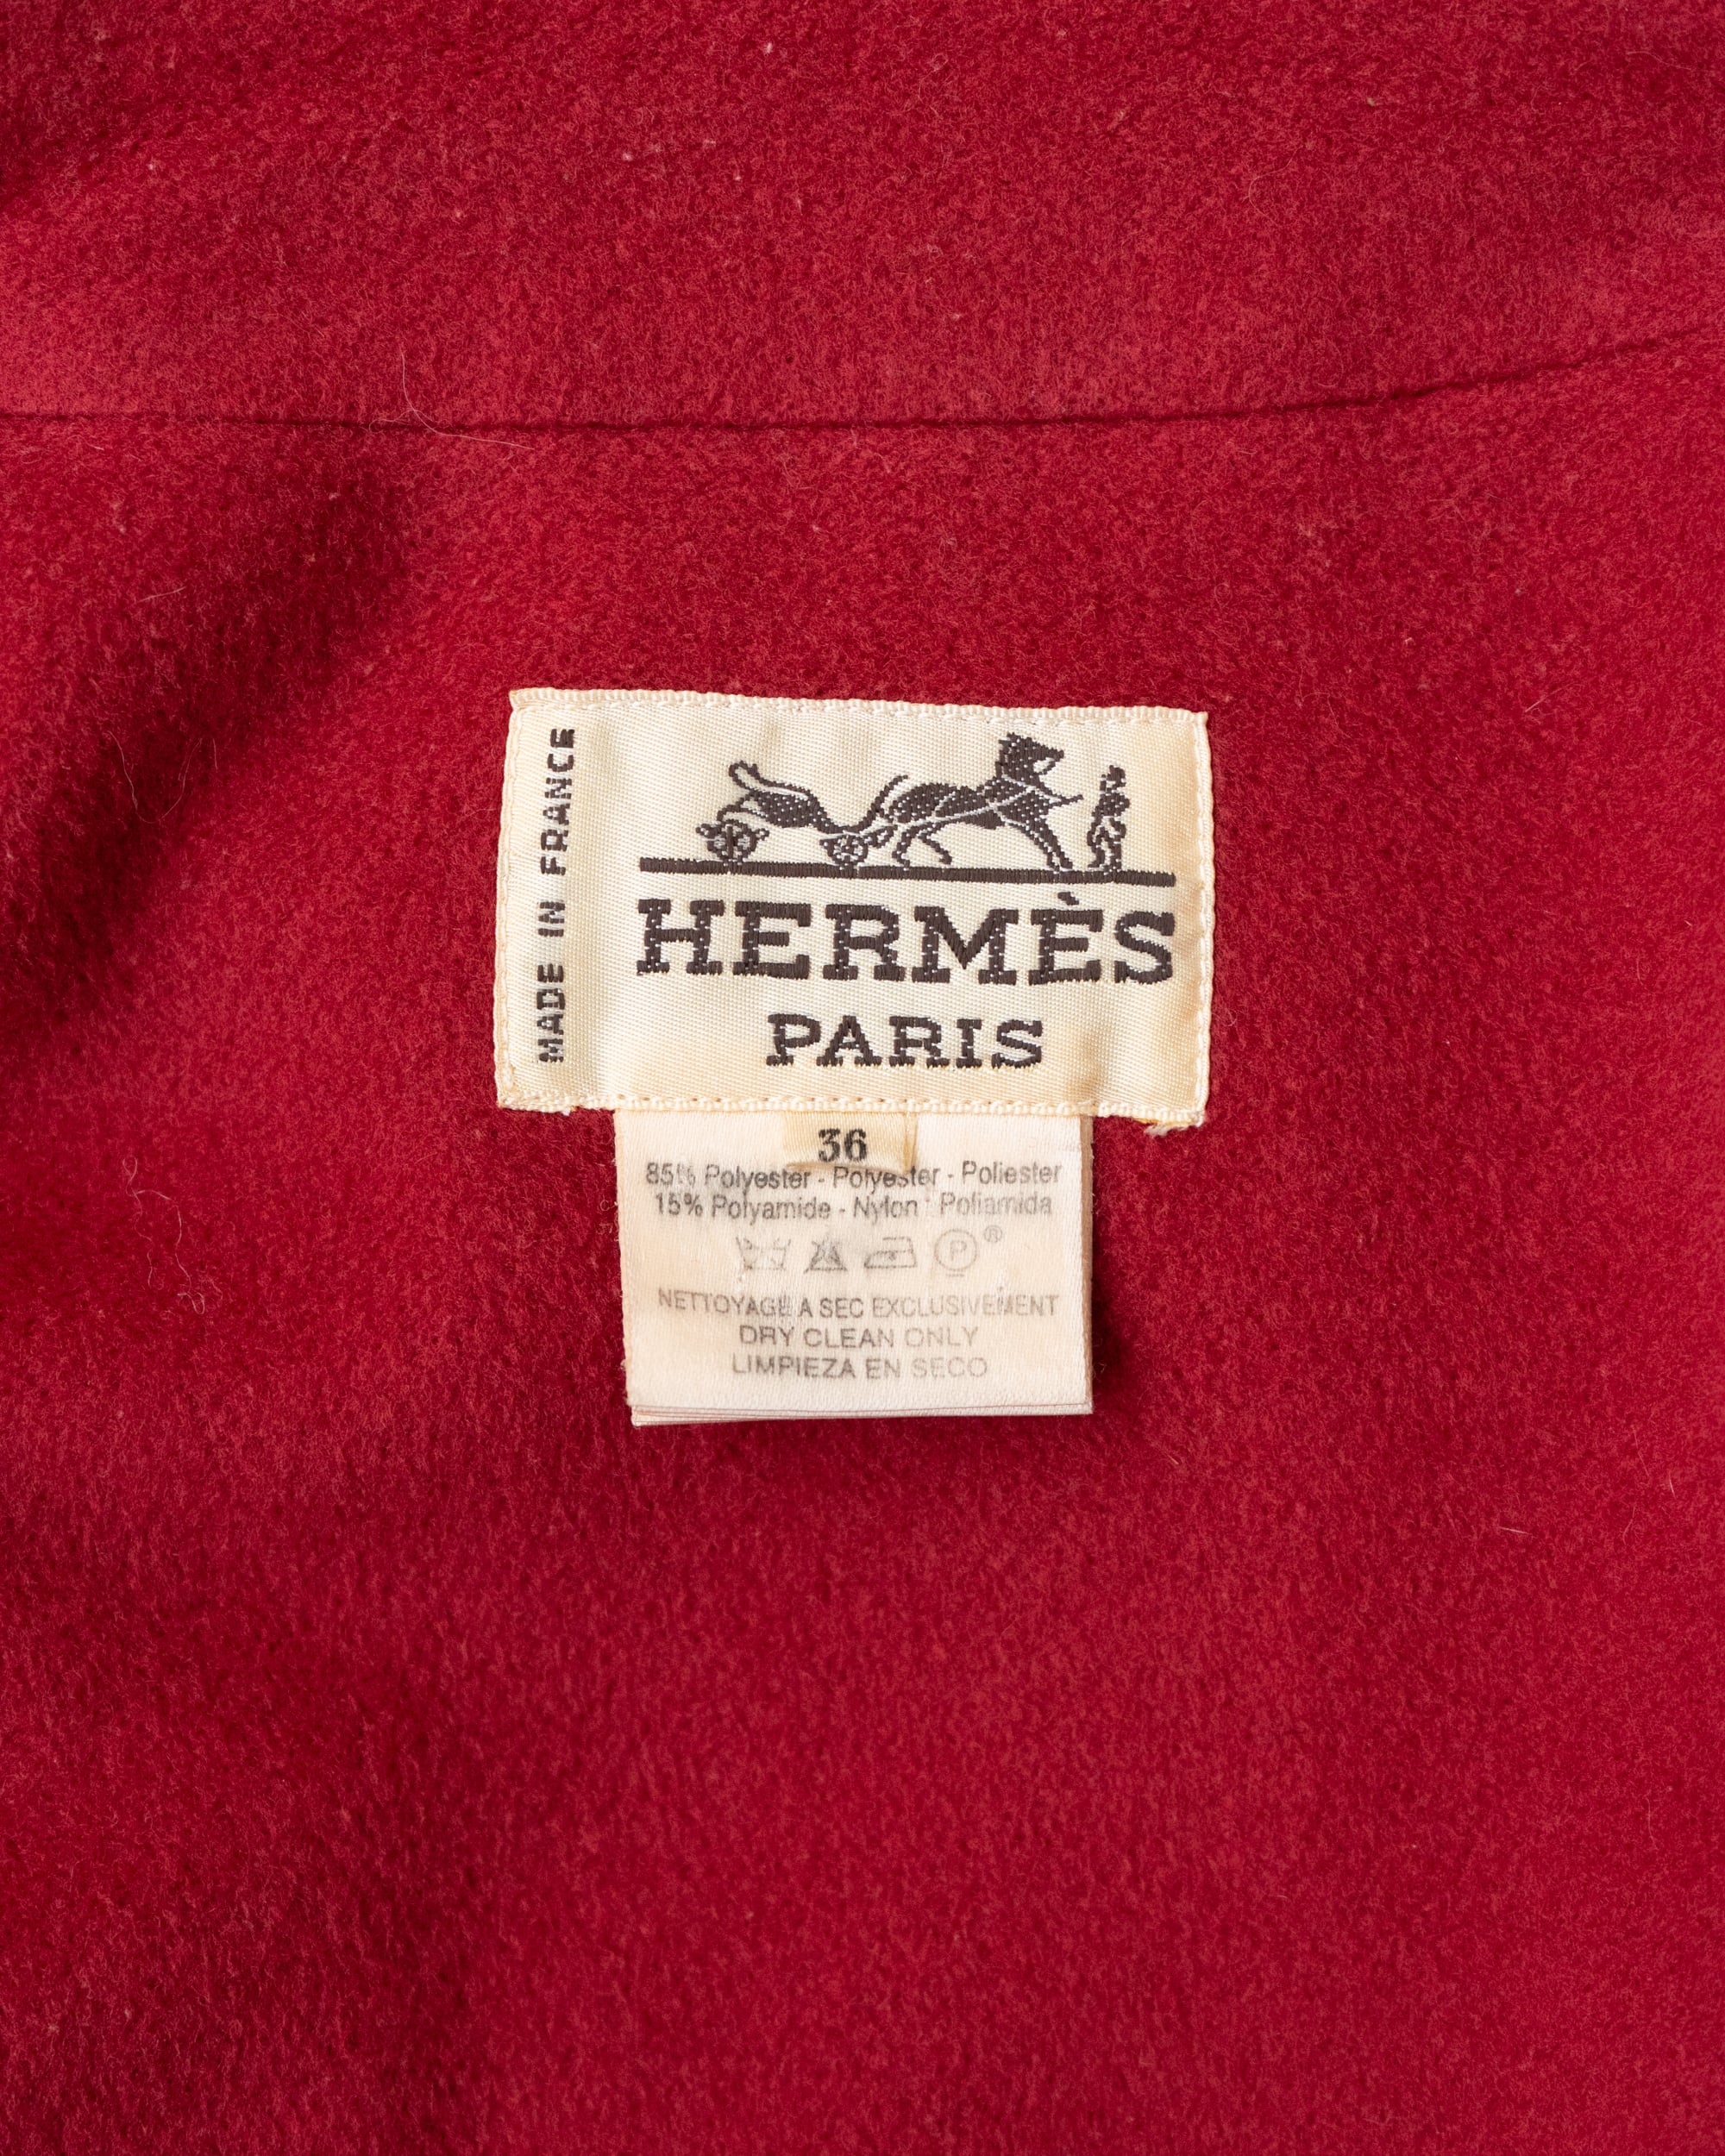 MADE IN FRANCE
HERMÈS
PARIS
36
85% Polyester - Polyester - Poliester
15% Polyamide - Nylon - Poliamida
P ®
NETTOYAGE A SEC EXCLUSIVEMENT
DRY CLEAN ONLY
LIMPIEZA EN SECO